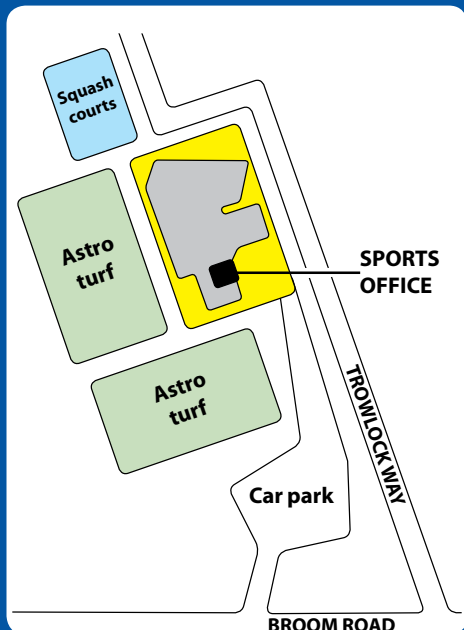 Squash
courts
Astro
turf
SPORTS
OFFICE
Astro
turf
TROWLOCK WAY
Car park
BROOM ROAD